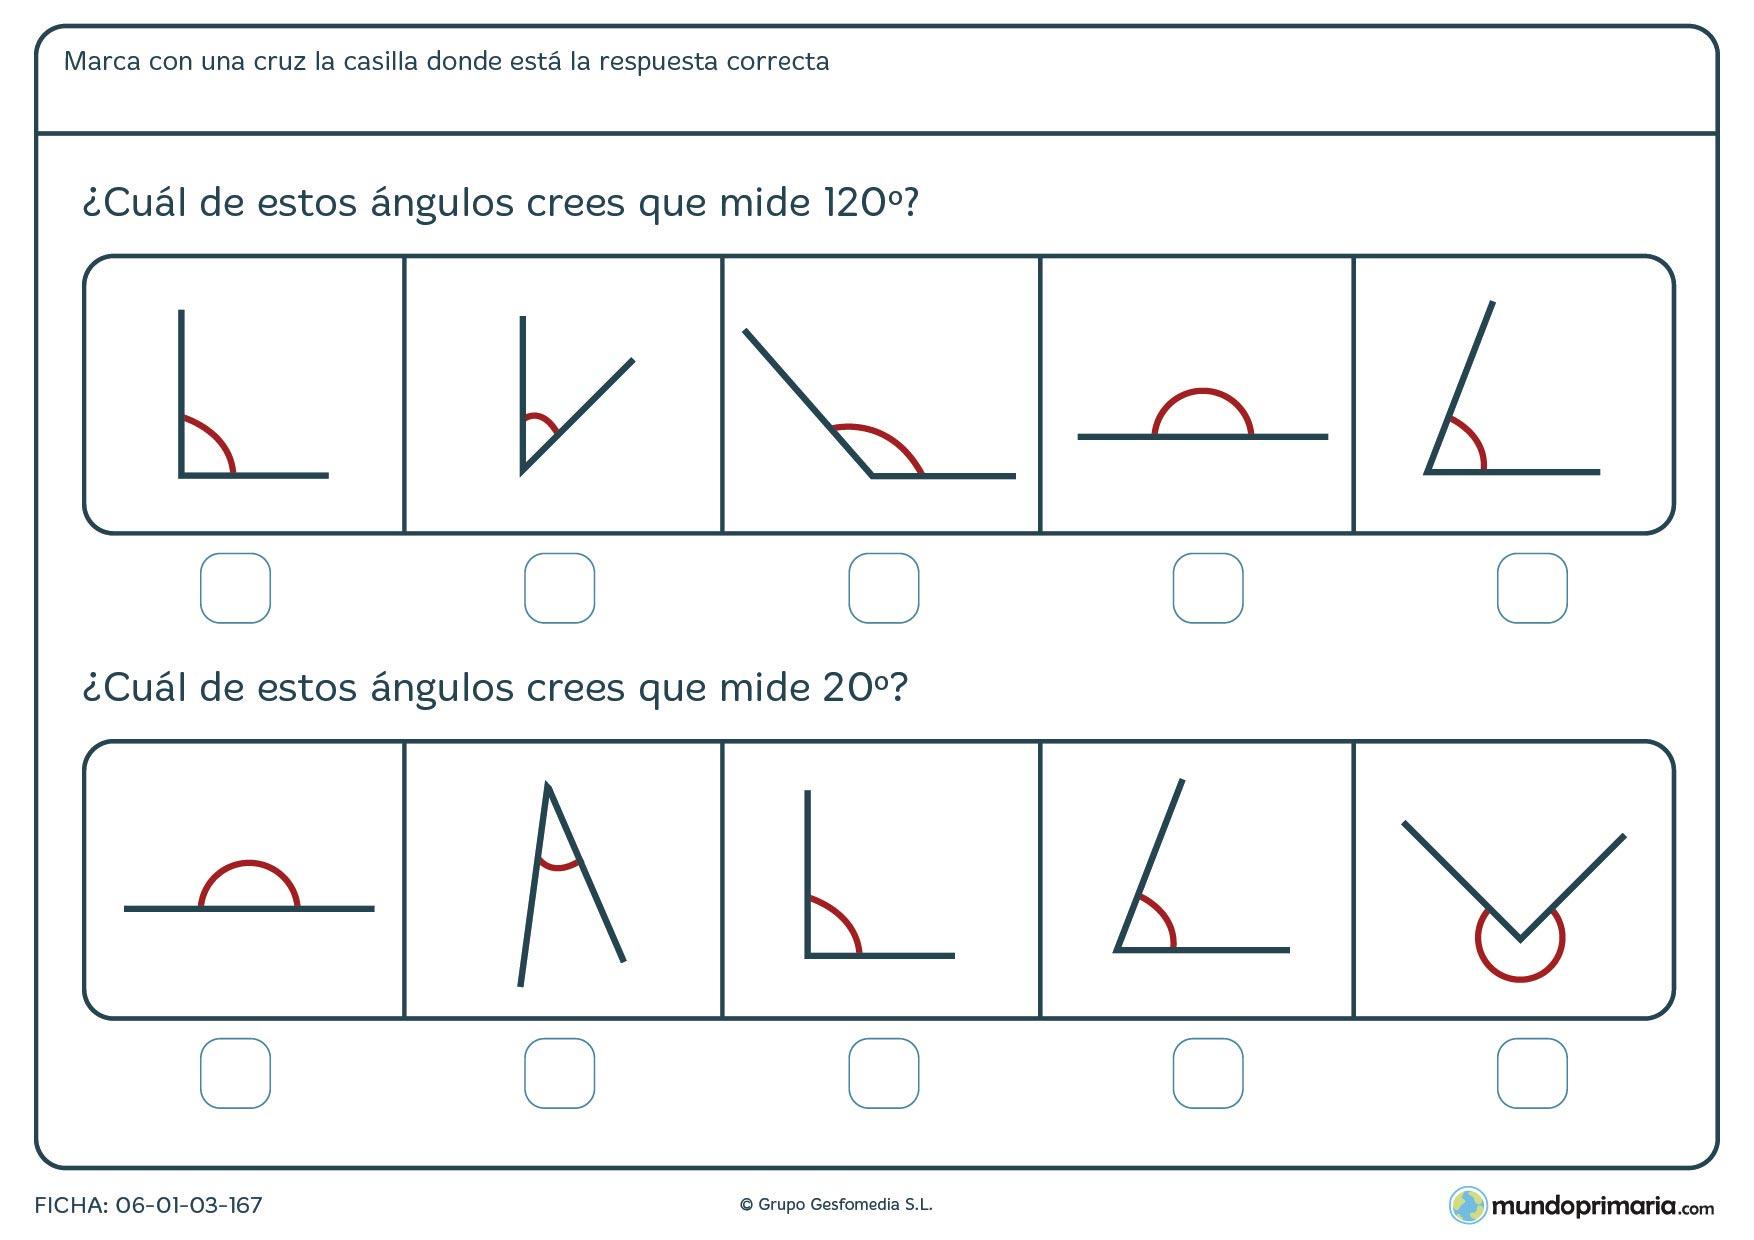 Marca con una cruz la casilla donde está la respuesta correcta
¿Cuál de estos ángulos crees que mide 120º?
¿Cuál de estos ángulos crees que mide 20º?
FICHA: 06-01-03-167
© Grupo Gesfomedia S.L.
mundoprimaria.com